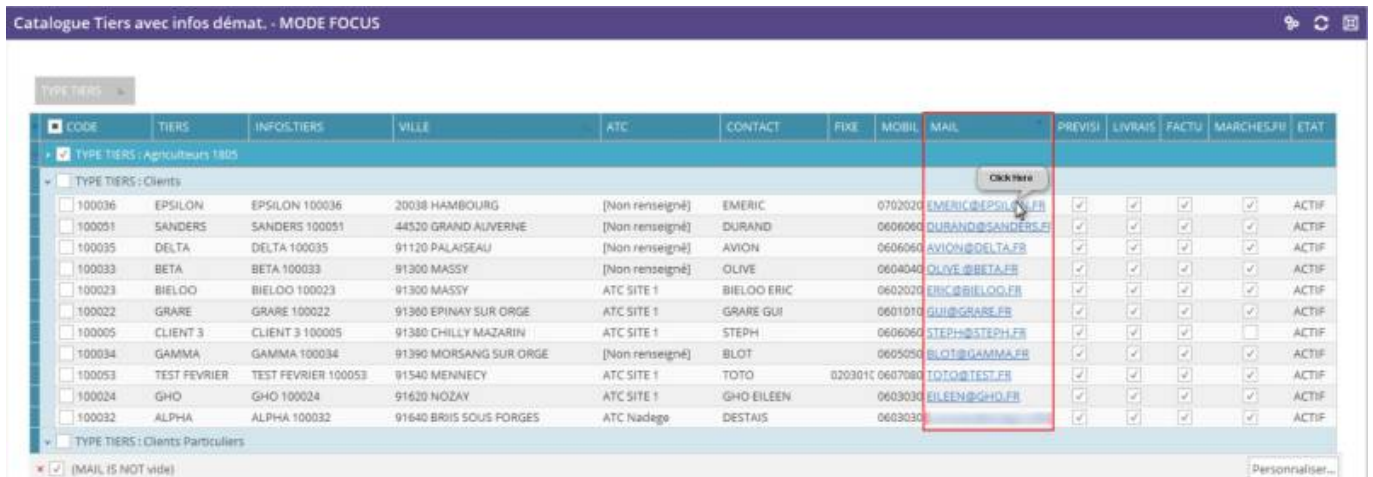 Catalogue Tiers avec infos démat. - MODE FOCUS
TYPE TIERS
CODE TIERS INFOS.TIERS VILLE ATC CONTACT FIXE MOBIL MAIL PREVISI LIVRAIS FACTU MARCHES,FII ETAT
TYPE TIERS : Agriculteurs 1805
TYPE TIERS : Clients
Click Here
100036 EPSILON EPSILON 100036 20038 HAMBOURG [Non renseigné] EMERIC 0702020 EMERIC@EPSILON.FR ACTIF
100051 SANDERS SANDERS 100051 44520 GRAND AUVERNE [Non renseigné] DURAND 0606060 DURAND@SANDERS.FI ACTIF
100035 DELTA DELTA 100035 91120 PALAISEAU [Non renseigné] AVION 0606060 AVION@DELTA.FR ACTIF
100033 BETA BETA 100033 91300 MASSY [Non renseigné] OLIVE 0604040 OLIVE @BETA.FR ACTIF
100023 BIELOO BIELOO 100023 91300 MASSY ATC SITE 1 BIELOO ERIC 0602020 ERIC@BIELOO.FR ACTIF
100022 GRARE GRARE 100022 91360 EPINAY SUR ORGE ATC SITE 1 GRARE GUI 0601010 GUI@GRARE.FR ACTIF
100005 CLIENT 3 CLIENT 3 100005 91380 CHILLY MAZARIN ATC SITE 1 STEPH 0606060 STEPH@STEPH.FR ACTIF
100034 GAMMA GAMMA 100034 91390 MORSANG SUR ORGE [Non renseigné] BLOT 0605050 BLOT@GAMMA.FR ACTIF
100053 TEST FEVRIER TEST FEVRIER 100053 91540 MENNECY ATC SITE 1 TOTO 020301C 0607080 TOTO@TEST.FR ACTIF
100024 GHO GHO 100024 91620 NOZAY ATC SITE 1 GHO EILEEN 0603030 EILEEN@GHO.FR ACTIF
100032 ALPHA ALPHA 100032 91640 BRIIS SOUS FORGES ATC Nadege DESTAIS 0603030 ACTIF
TYPE TIERS : Clients Particuliers
(MAIL IS NOT vide) Personnaliser...